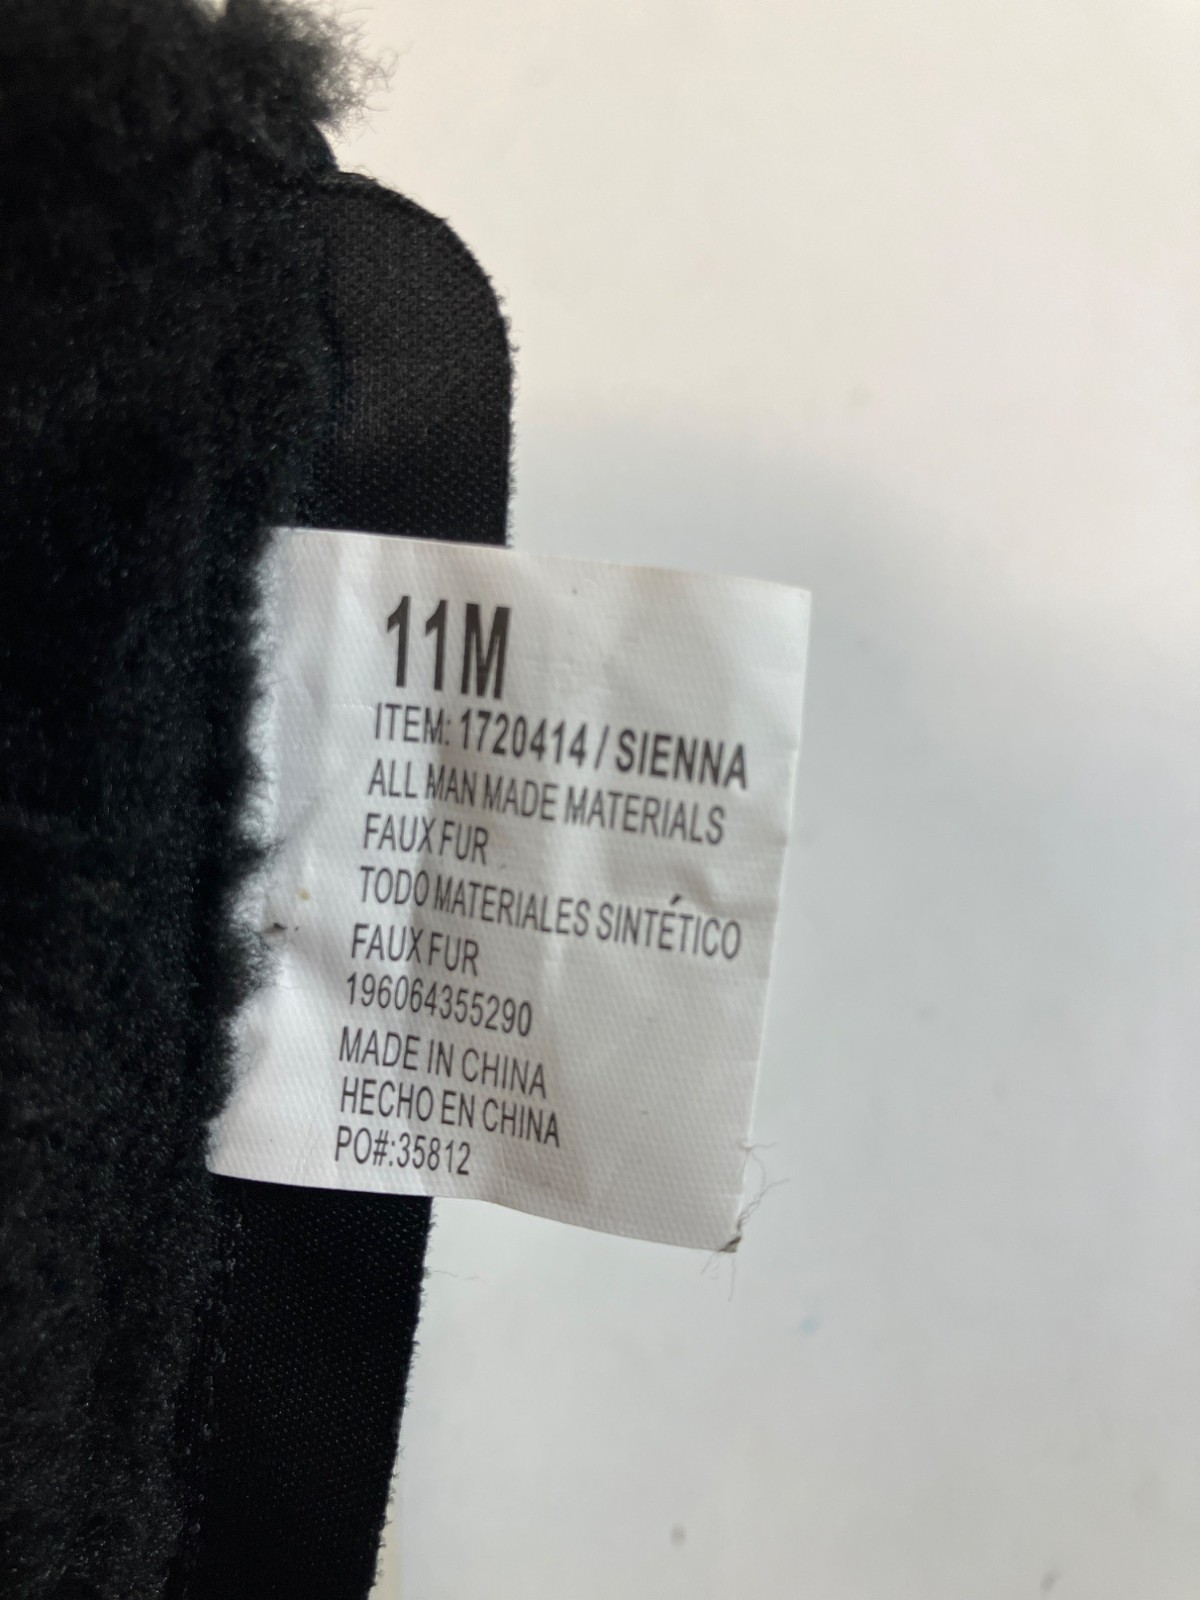 11M
ITEM: 1720414 / SIENNA
ALL MAN MADE MATERIALS
FAUX FUR
TODO MATERIALES SINTÉTICO
FAUX FUR
196064355290
MADE IN CHINA
HECHO EN CHINA
PO#:35812